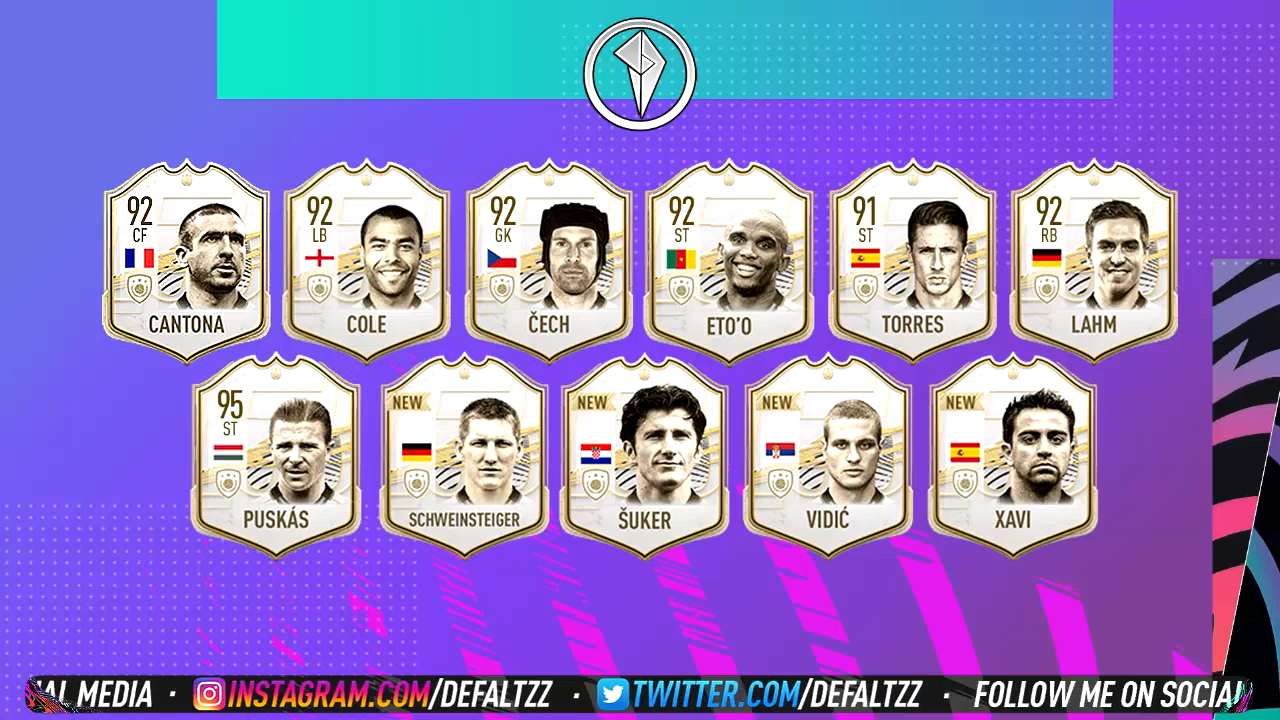 92
CF
CANTONA
92
LB
COLE
92
GK
ČECH
92
ST
ETO'O
91
ST
TORRES
92
RB
LAHM
95
ST
PUSKÁS
NEW
SCHWEINSTEIGER
NEW
ŠUKER
NEW
VIDIĆ
NEW
XAVI
IAL MEDIA · INSTAGRAM.COM/DEFALTZZ · TWITTER.COM/DEFALTZZ · FOLLOW ME ON SOCIAL